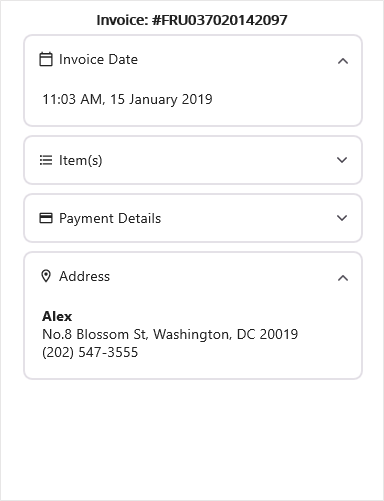 Invoice: #FRU037020142097
Invoice Date
11:03 AM, 15 January 2019
Item(s)
Payment Details
Address
Alex
No.8 Blossom St, Washington, DC 20019
(202) 547-3555